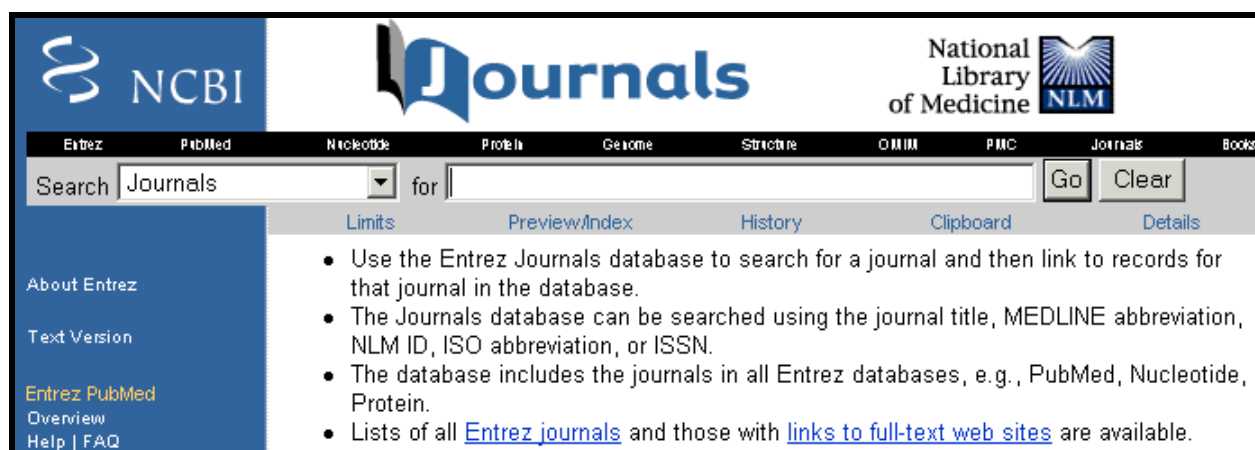 NCBI
Journals
National
Library
of Medicine NLM
Entrez PubMed Nucleotide Protein Genome Structure OMIM PMC Journals Books
Search Journals for Go Clear
Limits Preview/Index History Clipboard Details
About Entrez
Text Version
Entrez PubMed
Overview
Help | FAQ
• Use the Entrez Journals database to search for a journal and then link to records for
that journal in the database.
• The Journals database can be searched using the journal title, MEDLINE abbreviation,
NLM ID, ISO abbreviation, or ISSN.
• The database includes the journals in all Entrez databases, e.g., PubMed, Nucleotide,
Protein.
• Lists of all Entrez journals and those with links to full-text web sites are available.